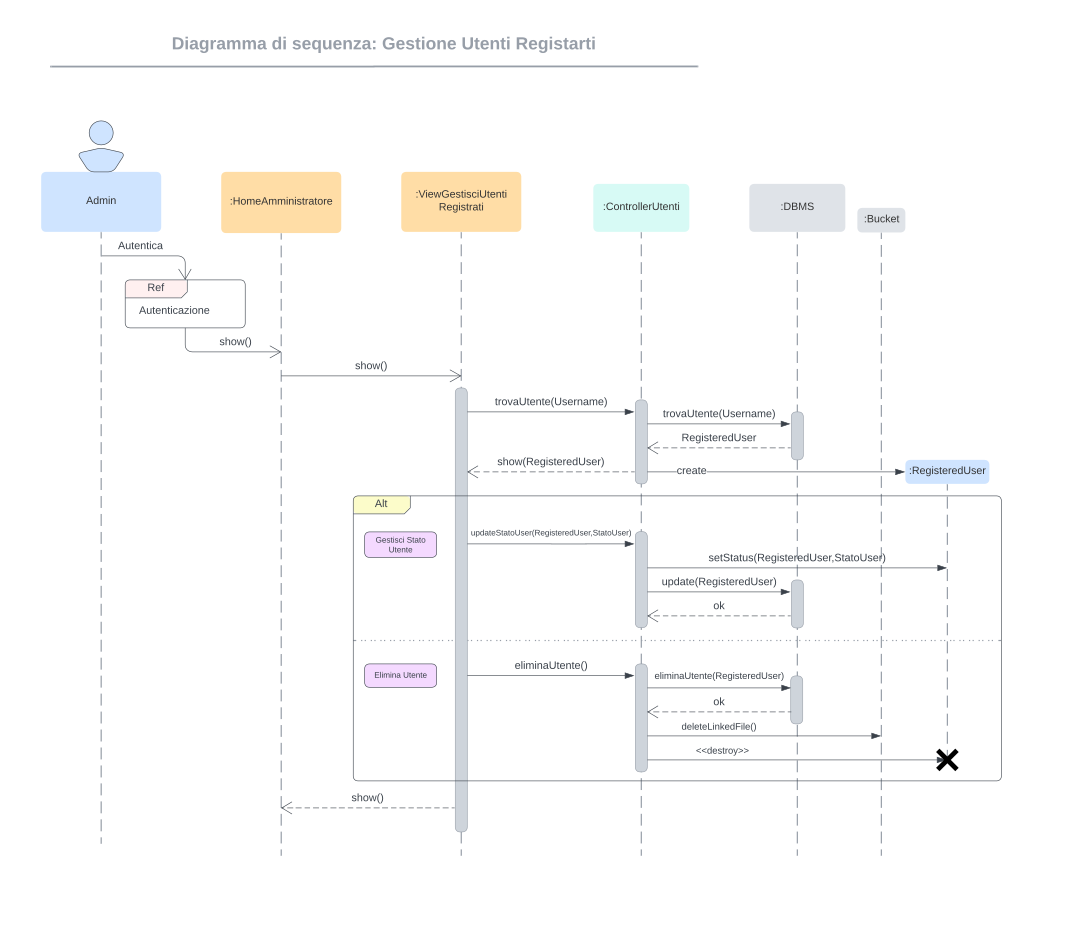 Diagramma di sequenza: Gestione Utenti Registarti
Admin
:HomeAmministratore
:ViewGestisciUtenti
Registrati
:ControllerUtenti
:DBMS
:Bucket
Autentica
Ref
Autenticazione
show()
show()
trovaUtente(Username)
trovaUtente(Username)
RegisteredUser
show(RegisteredUser)
create
:RegisteredUser
Alt
Gestisci Stato
Utente
updateStatoUser(RegisteredUser,StatoUser)
setStatus(RegisteredUser,StatoUser)
update(RegisteredUser)
ok
Elimina Utente
eliminaUtente()
eliminaUtente(RegisteredUser)
ok
deleteLinkedFile()
<<destroy>>
show()